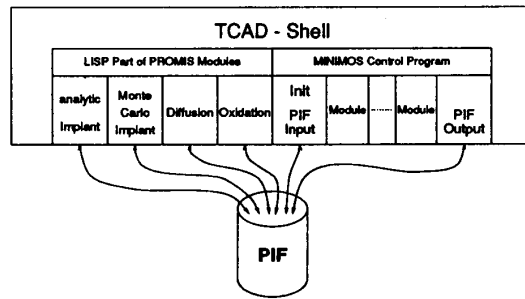 TCAD - Shell
LISP Part of PROMIS Modules
MINIMOS Control Program
analytic
Implant
Monte
Carlo
Implant
Diffusion
Oxidation
Init
PIF
Input
Module
......
Module
PIF
Output
PIF